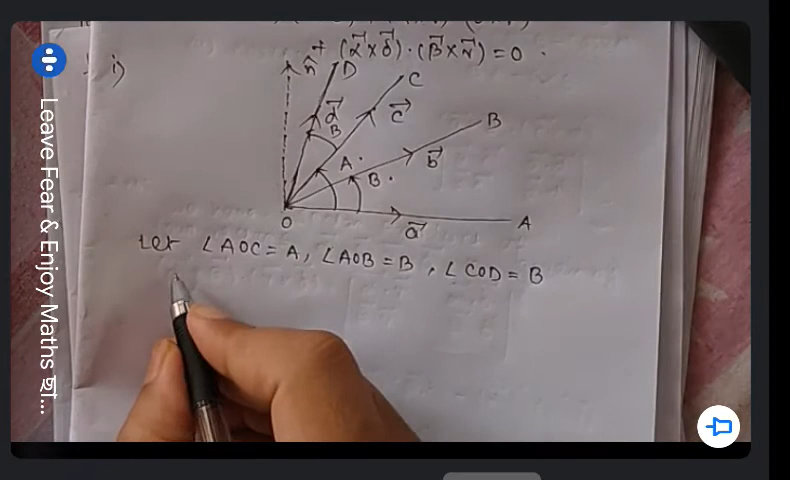 + (α⃗×δ⃗)·(β⃗×γ⃗) = 0 .
i)
n̂
D
C
d⃗
c⃗
B
B
A .
b⃗
B .
O
a⃗
A
Let ∠AOC = A, ∠AOB = B, ∠COD = B
Leave Fear & Enjoy Maths